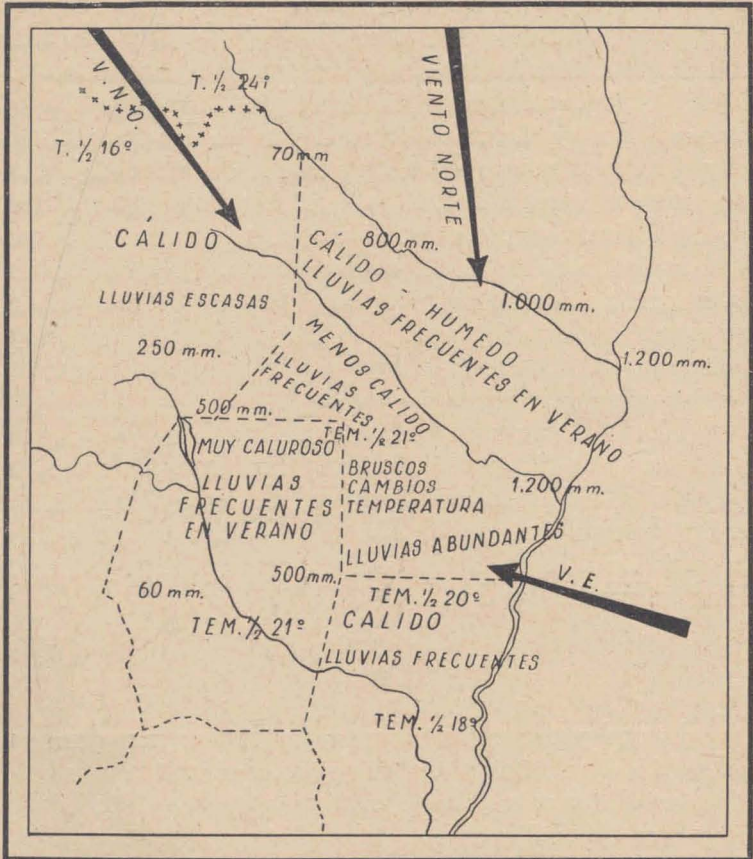 V. N. O.
T. ½ 24º
T. ½ 16º
VIENTO NORTE
70 mm
CÁLIDO
800 mm.
CÁLIDO - HUMEDO
LLUVIAS FRECUENTES EN VERANO
LLUVIAS ESCASAS
1.000 mm.
250 mm.
MENOS CÁLIDO
LLUVIAS
FRECUENTES
1.200 mm.
500 mm.
TEM. ½ 21º
MUY CALUROSO
BRUSCOS
CAMBIOS
TEMPERATURA
LLUVIAS
FRECUENTES
EN VERANO
1.200 mm.
LLUVIAS ABUNDANTES
500 mm.
V. E.
60 mm.
TEM. ½ 20º
TEM. ½ 21º
CALIDO
LLUVIAS FRECUENTES
TEM. ½ 18º